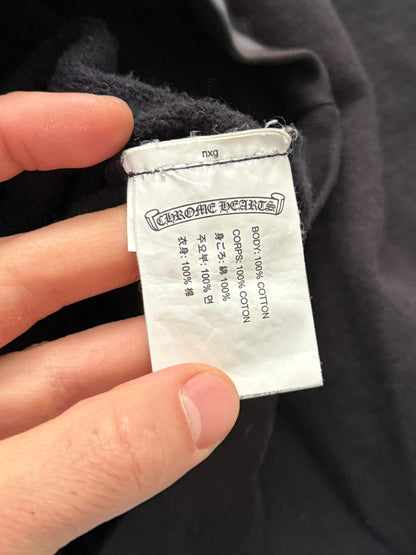 nxg
CHROME HEARTS
BODY: 100% COTTON
CORPS: 100% COTON
身ごろ: 綿 100%
주요부: 100% 면
衣身: 100% 棉